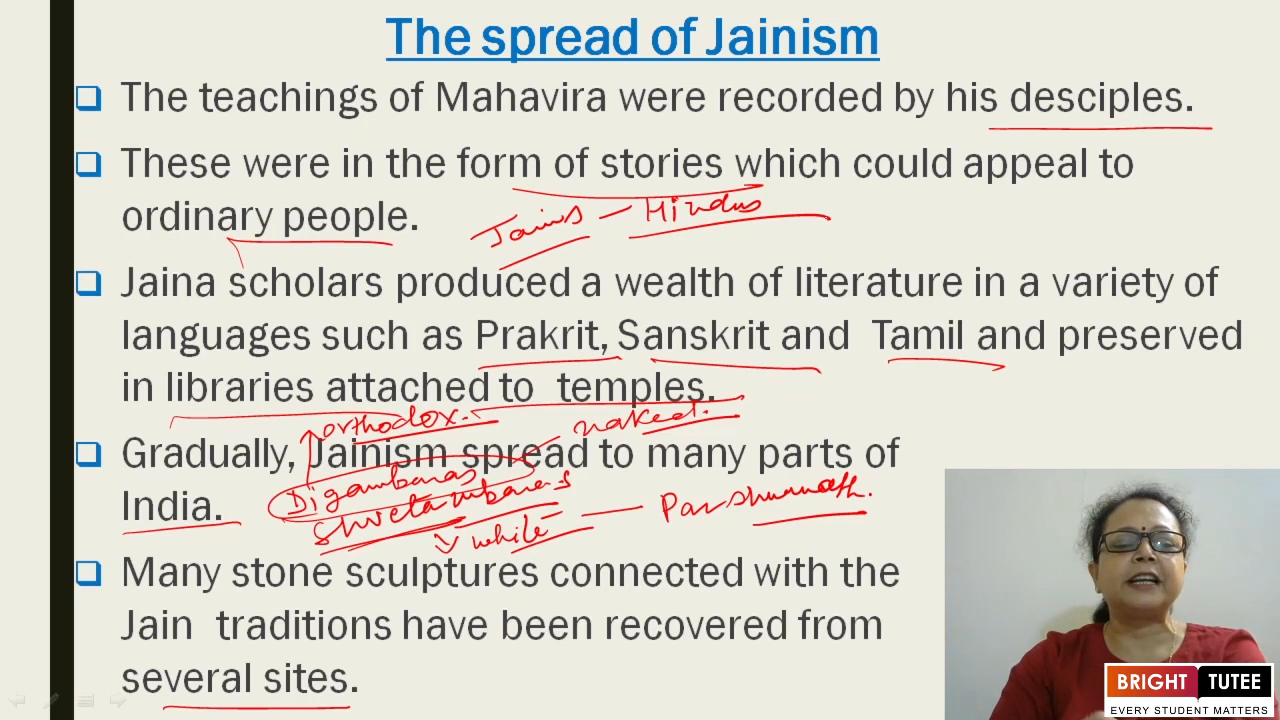 The spread of Jainism
The teachings of Mahavira were recorded by his desciples.
These were in the form of stories which could appeal to
ordinary people.
Jains - Hindus
Jaina scholars produced a wealth of literature in a variety of
languages such as Prakrit, Sanskrit and Tamil and preserved
in libraries attached to temples.
orthodox. naked.
Gradually, Jainism spread to many parts of
Digambaras
India.
Shvetambaras
white - Parshwanath.
Many stone sculptures connected with the
Jain traditions have been recovered from
several sites.
BRIGHT TUTEE
EVERY STUDENT MATTERS